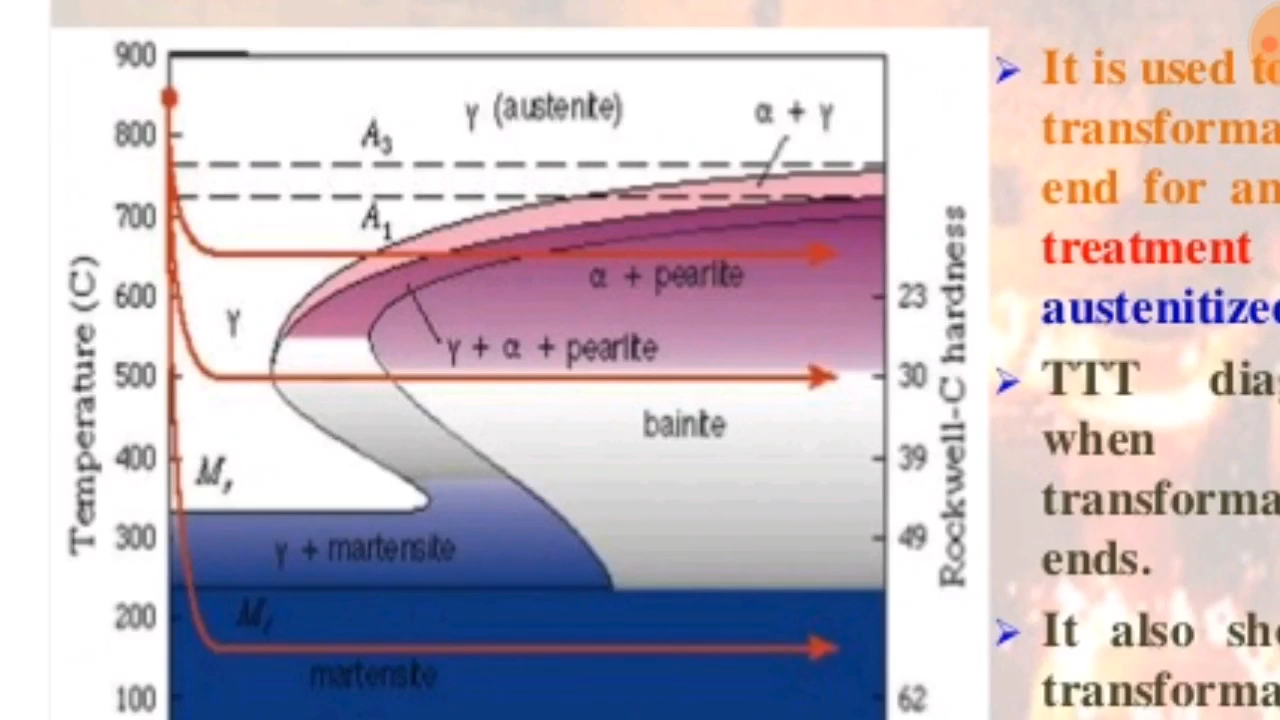 900
800
700
600
500
400
300
200
100
Temperature (C)
γ (austenite)
α + γ
A3
A1
γ
α + pearlite
γ + α + pearlite
bainite
Ms
γ + martensite
martensite
23
30
39
49
62
Rockwell-C hardness
➢ It is used
transforma
end for an
treatment
austenitized
➢ TTT dia
when
transforma
ends.
➢ It also sh
transforma